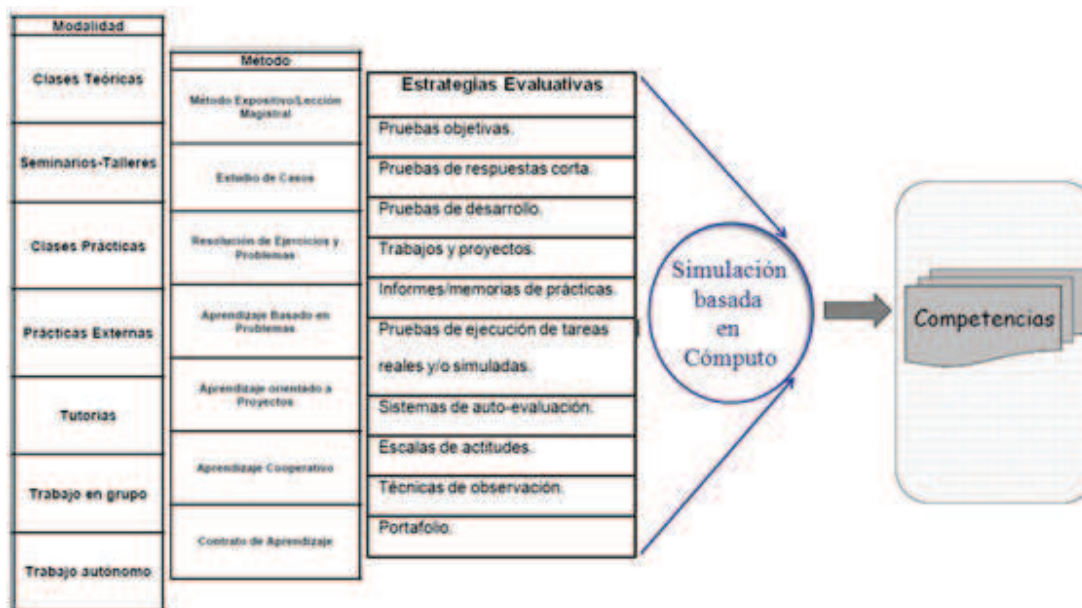 Modalidad
Clases Teóricas
Seminarios-Talleres
Clases Prácticas
Prácticas Externas
Tutorias
Trabajo en grupo
Trabajo autónomo
Método
Método Expositivo/Lección
Magistral
Estudio de Casos
Resolución de Ejercicios y
Problemas
Aprendizaje Basado en
Problemas
Aprendizaje orientado a
Proyectos
Aprendizaje Cooperativo
Contrato de Aprendizaje
Estrategias Evaluativas
Pruebas objetivas.
Pruebas de respuestas corta.
Pruebas de desarrollo.
Trabajos y proyectos.
Informes/memorias de prácticas.
Pruebas de ejecución de tareas
reales y/o simuladas.
Sistemas de auto-evaluación.
Escalas de actitudes.
Técnicas de observación.
Portafolio.
Simulación
basada
en
Cómputo
Competencias